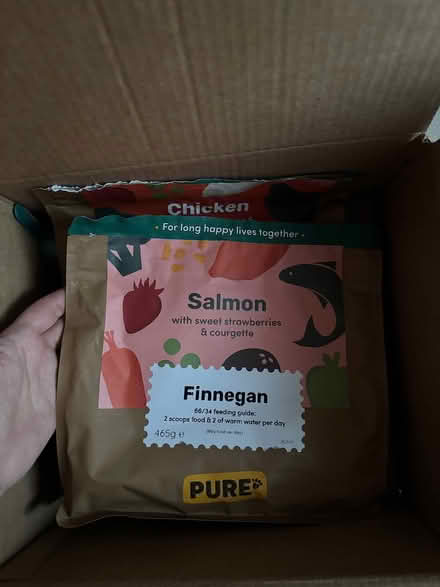 Chicken
• For long happy lives together •
Salmon
with sweet strawberries
& courgette
Finnegan
66/34 feeding guide:
2 scoops food & 2 of warm water per day
465g e
PURE